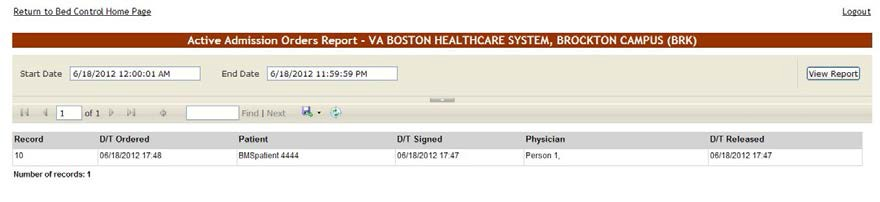 Return to Bed Control Home Page Logout
Active Admission Orders Report - VA BOSTON HEALTHCARE SYSTEM, BROCKTON CAMPUS (BRK)
Start Date 6/18/2012 12:00:01 AM End Date 6/18/2012 11:59:59 PM View Report
1 of 1 Find | Next
Record D/T Ordered Patient D/T Signed Physician D/T Released
10 06/18/2012 17:48 BMSpatient 4444 06/18/2012 17:47 Person 1, 06/18/2012 17:47
Number of records: 1